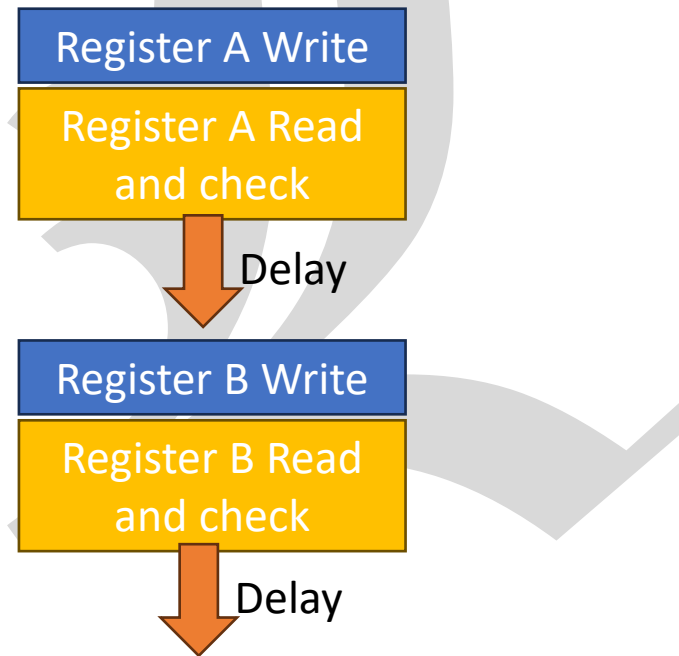 Register A Write
Register A Read
and check
Delay
Register B Write
Register B Read
and check
Delay